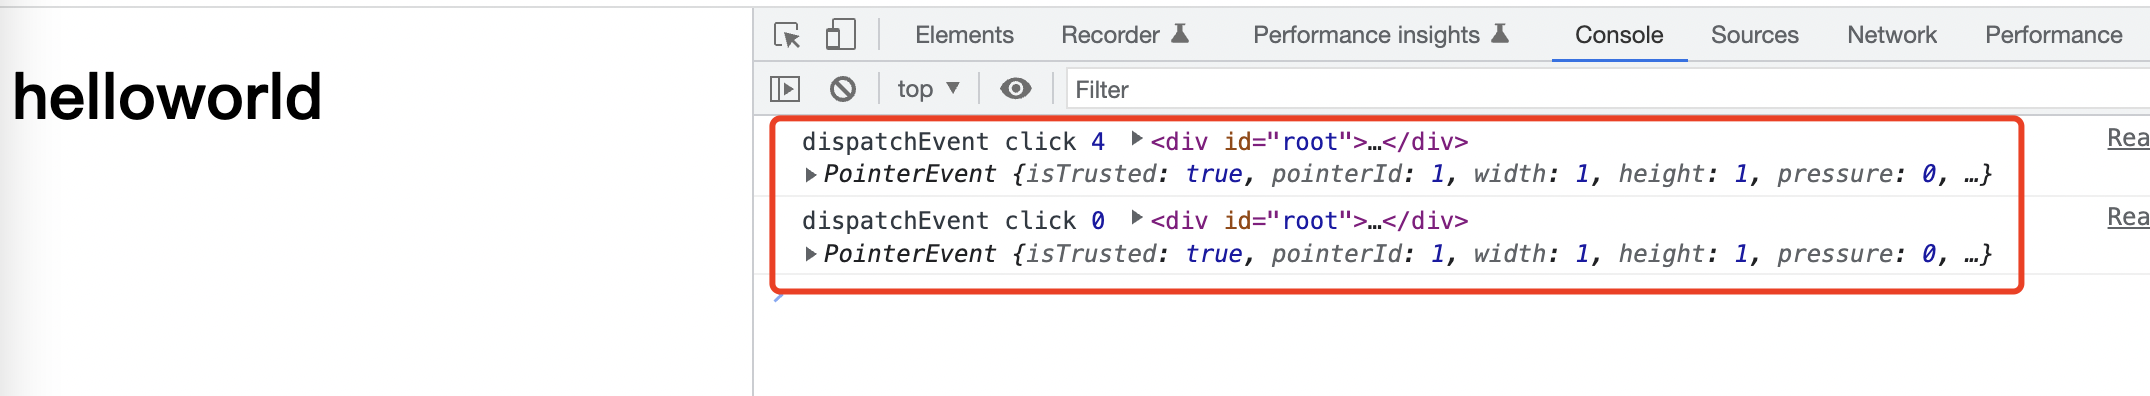 Elements Recorder Performance insights Console Sources Network Performance
top Filter
helloworld
dispatchEvent click 4 <div id="root">…</div> Rea
PointerEvent {isTrusted: true, pointerId: 1, width: 1, height: 1, pressure: 0, …}
dispatchEvent click 0 <div id="root">…</div> Rea
PointerEvent {isTrusted: true, pointerId: 1, width: 1, height: 1, pressure: 0, …}